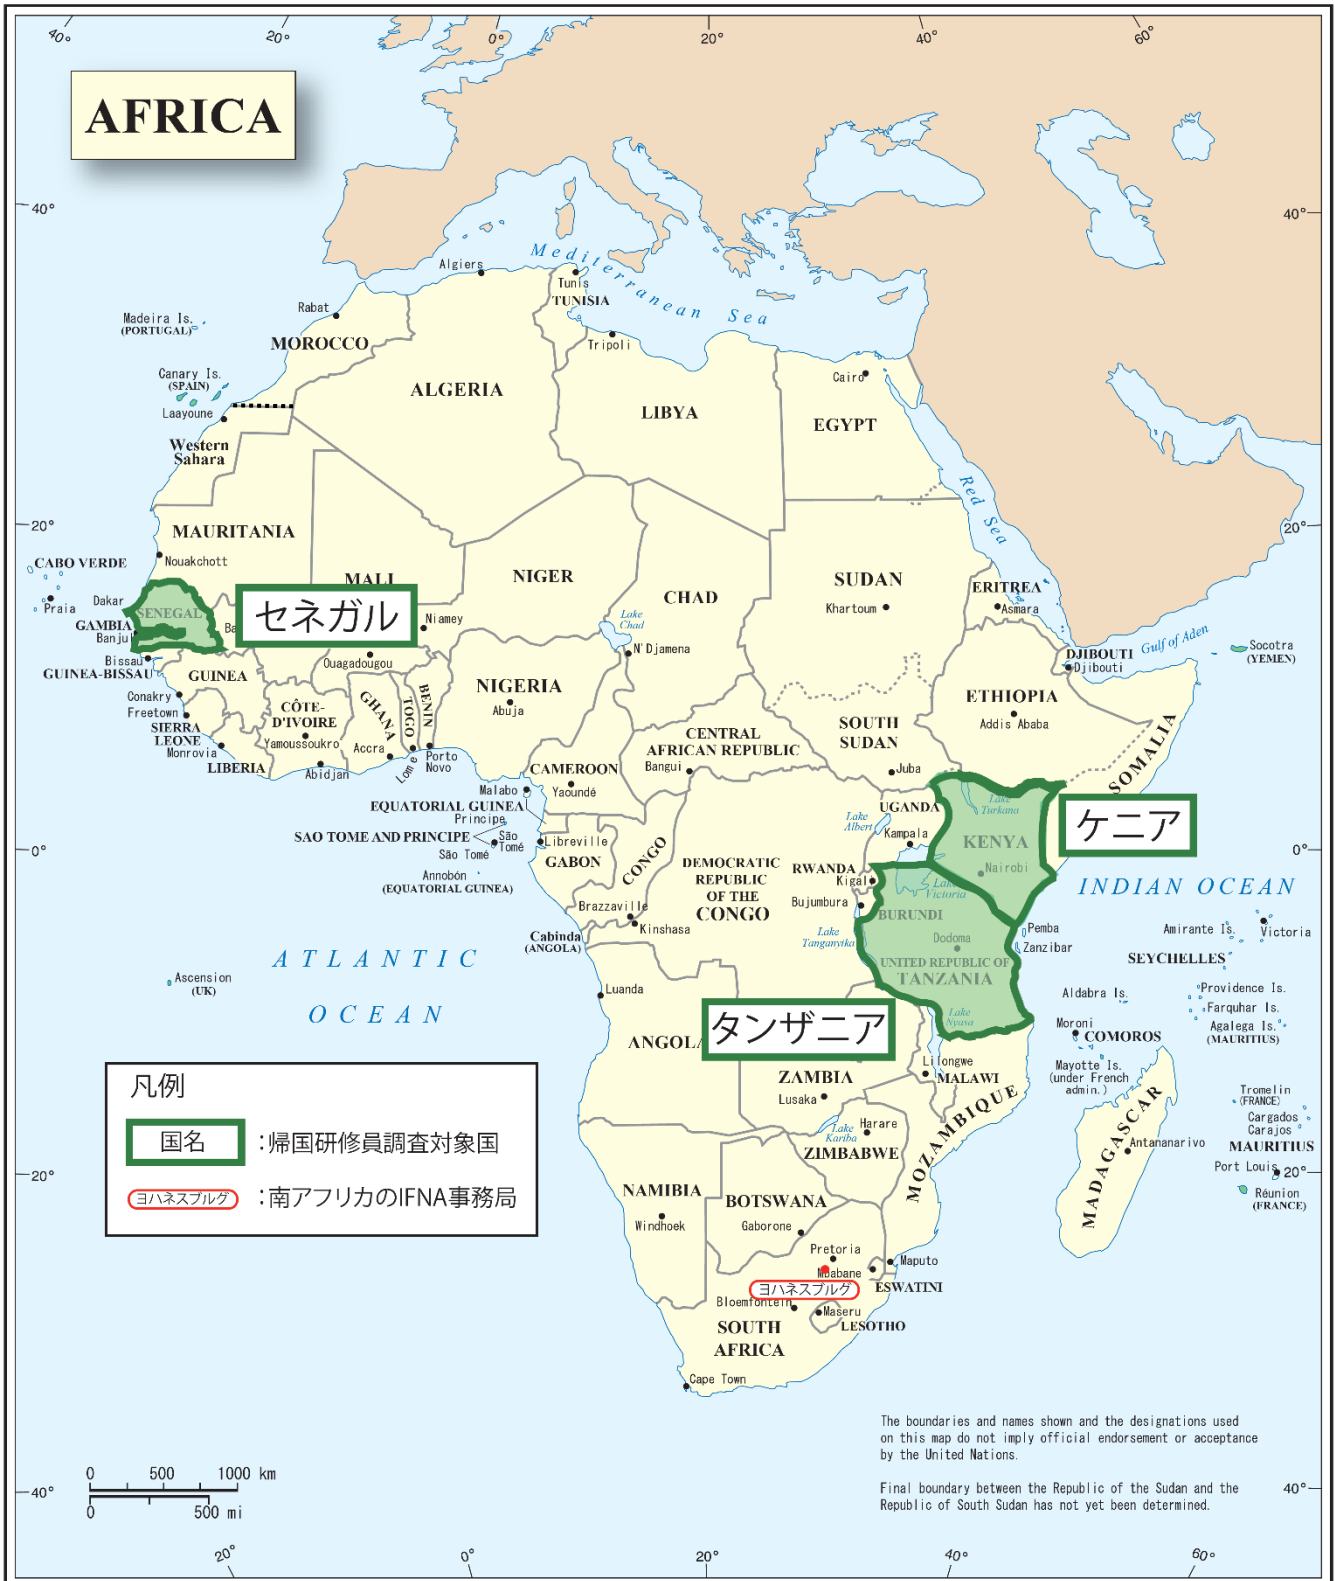 40°
20°
0°
20°
40°
60°
AFRICA
40°
40°
Mediterranean Sea
Algiers
Tunis
TUNISIA
Rabat
Madeira Is.
(PORTUGAL)
MOROCCO
Tripoli
Canary Is.
(SPAIN)
Cairo
ALGERIA
LIBYA
Laayoune
EGYPT
Western
Sahara
Red Sea
20°
20°
MAURITANIA
Nouakchott
CABO VERDE
MALI
NIGER
SUDAN
ERITREA
CHAD
Praia
Dakar
SENEGAL
セネガル
Khartoum
Asmara
Lake
Chad
GAMBIA
Banjul
Ba
Niamey
Gulf of Aden
Socotra
(YEMEN)
N'Djamena
DJIBOUTI
Djibouti
Bissau
GUINEA-BISSAU
Ouagadougou
GUINEA
NIGERIA
Abuja
ETHIOPIA
Addis Ababa
Conakry
Freetown
CÔTE-
D'IVOIRE
GHANA
TOGO
BENIN
SOUTH
SUDAN
SOMALIA
SIERRA
LEONE
Yamoussoukro
Accra
CENTRAL
AFRICAN REPUBLIC
Monrovia
LIBERIA
Abidjan
Lome
Porto
Novo
CAMEROON
Yaoundé
Bangui
Juba
Malabo
EQUATORIAL GUINEA
Principe
UGANDA
Lake
Turkana
ケニア
Lake
Albert
Kampala
KENYA
SAO TOME AND PRINCIPE
São
Tomé
Libreville
São Tomé
GABON
CONGO
0°
0°
Nairobi
DEMOCRATIC
REPUBLIC
OF THE
CONGO
RWANDA
Kigali
Lake
Victoria
INDIAN OCEAN
Annobón
(EQUATORIAL GUINEA)
Bujumbura
BURUNDI
Brazzaville
Kinshasa
Cabinda
(ANGOLA)
Lake
Tanganyika
Dodoma
Pemba
Zanzibar
Amirante Is.
Victoria
SEYCHELLES
ATLANTIC
OCEAN
UNITED REPUBLIC OF
TANZANIA
Ascension
(UK)
Luanda
Aldabra Is.
Providence Is.
Farquhar Is.
Agalega Is.
(MAURITIUS)
タンザニア
Lake
Nyasa
Moroni
COMOROS
ANGOLA
Mayotte Is.
(under French
admin.)
Lilongwe
MALAWI
ZAMBIA
Lusaka
Tromelin
(FRANCE)
Cargados
Carajos
凡例
国名
:帰国研修員調査対象国
ヨハネスブルグ
:南アフリカのIFNA事務局
Lake
Kariba
Harare
ZIMBABWE
MOZAMBIQUE
MADAGASCAR
Antananarivo
MAURITIUS
Port Louis
20°
20°
Réunion
(FRANCE)
NAMIBIA
Windhoek
BOTSWANA
Gaborone
Pretoria
Mbabane
Maputo
ヨハネスブルグ
ESWATINI
Bloemfontein
Maseru
LESOTHO
SOUTH
AFRICA
Cape Town
The boundaries and names shown and the designations used
on this map do not imply official endorsement or acceptance
by the United Nations.
Final boundary between the Republic of the Sudan and the
Republic of South Sudan has not yet been determined.
0 500 1000 km
0 500 mi
40°
40°
20°
0°
20°
40°
60°